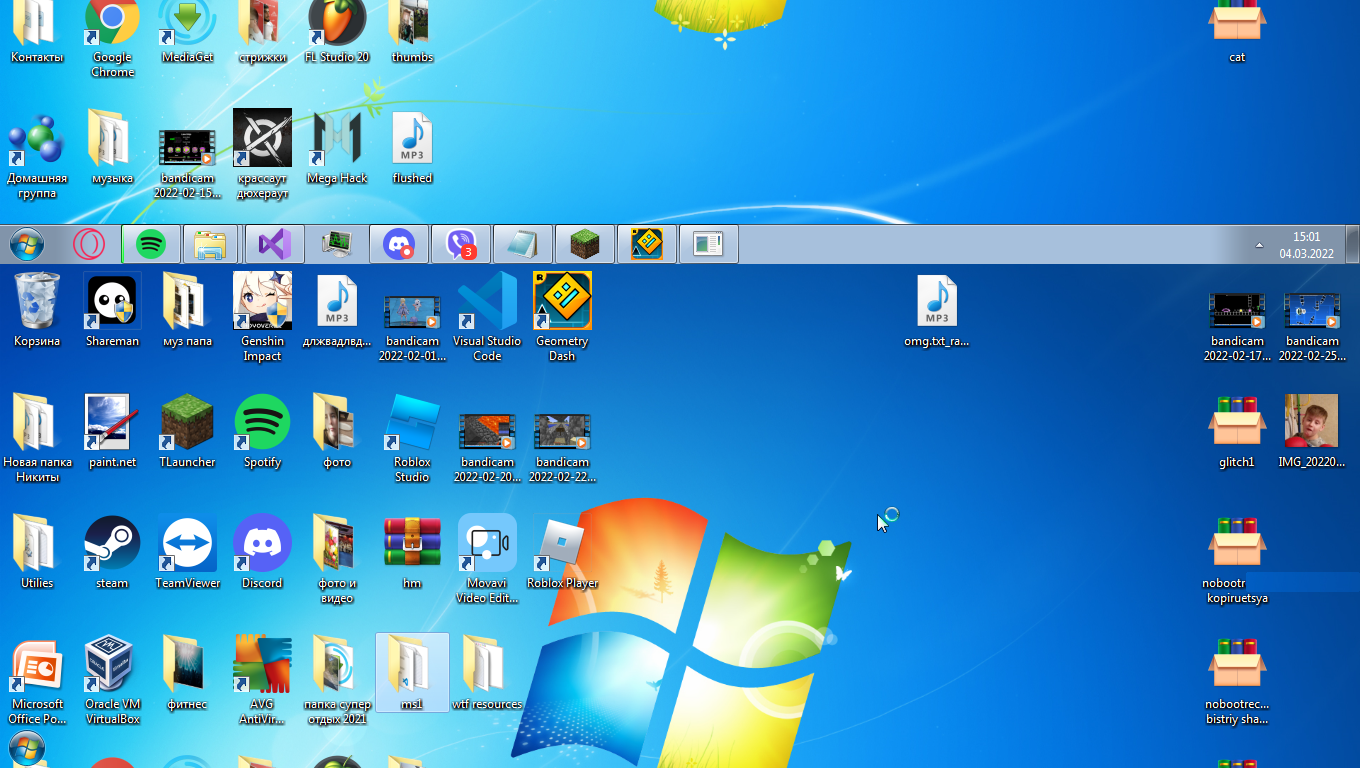 Контакты
Google
Chrome
MediaGet
стрижки
FL Studio 20
thumbs
cat
Домашняя
группа
музыка
bandicam
2022-02-15...
крассаут
дюхераут
Mega Hack
MP3
flushed
3
15:01
04.03.2022
Корзина
Shareman
муз папа
Genshin
Impact
MP3
длжвадлвд...
bandicam
2022-02-01...
Visual Studio
Code
Geometry
Dash
MP3
omg.txt_ra...
bandicam
2022-02-17...
bandicam
2022-02-25...
Новая папка
Никиты
paint.net
TLauncher
Spotify
фото
Roblox
Studio
bandicam
2022-02-20...
bandicam
2022-02-22...
glitch1
IMG_20220...
Utilies
steam
TeamViewer
Discord
фото и
видео
hm
Movavi
Video Edit...
Roblox Player
nobootr
kopiruetsya
Microsoft
Office Po...
Oracle VM
VirtualBox
фитнес
AVG
AntiVir...
папка супер
отдых 2021
ms1
wtf resources
nobootrec...
bistriy sha...